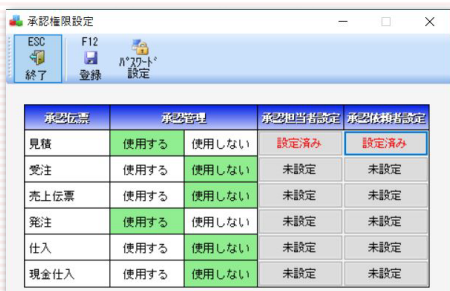 承認権限設定
ESC
終了
F12
登録
ﾊﾟｽﾜｰﾄﾞ
設定
承認伝票 承認管理 承認担当者設定 承認依頼者設定
見積 使用する 使用しない 設定済み 設定済み
受注 使用する 使用しない 未設定 未設定
売上伝票 使用する 使用しない 未設定 未設定
発注 使用する 使用しない 未設定 未設定
仕入 使用する 使用しない 未設定 未設定
現金仕入 使用する 使用しない 未設定 未設定